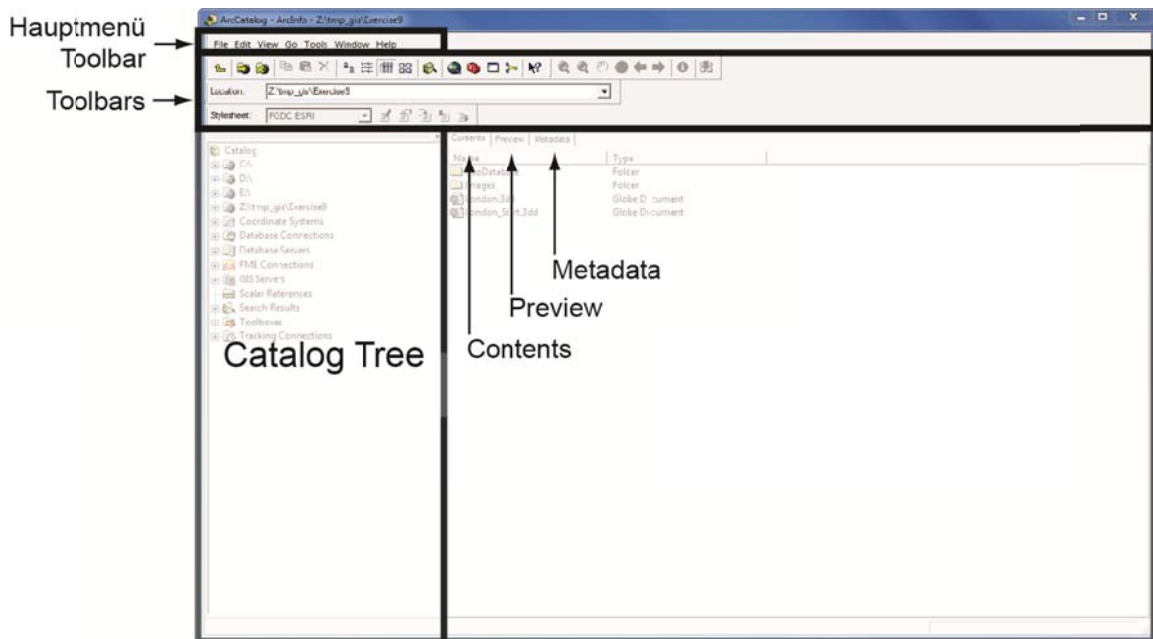 ArcCatalog - ArcInfo - Z:\tmp_gis\Exercise9
Hauptmenü
Toolbar
File Edit View Go Tools Window Help
Toolbars
Location: Z:\tmp_gis\Exercise9
Stylesheet: FGDC ESRI
Contents Preview Metadata
Catalog
C:\
D:\
E:\
Z:\tmp_gis\Exercise9
Coordinate Systems
Database Connections
Database Servers
FME Connections
GIS Servers
Scalar References
Search Results
Toolboxes
Tracking Connections
Catalog Tree
Name Type
Folder
Images Folder
London.3dd Globe Document
London_Start.3dd Globe Document
Metadata
Preview
Contents